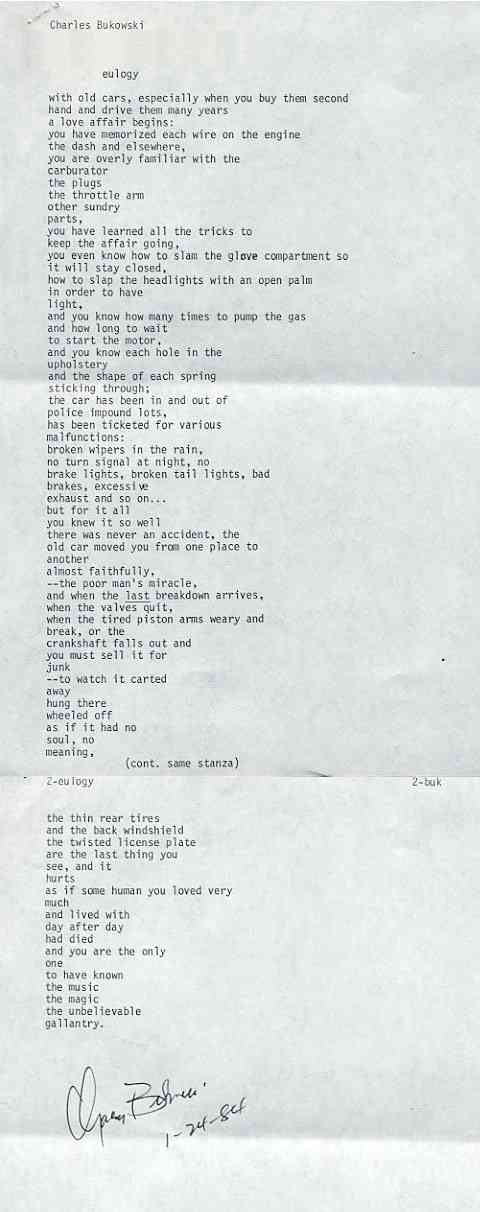 Charles Bukowski
eulogy
with old cars, especially when you buy them second
hand and drive them many years
a love affair begins:
you have memorized each wire on the engine
the dash and elsewhere,
you are overly familiar with the
carburator
the plugs
the throttle arm
other sundry
parts,
you have learned all the tricks to
keep the affair going,
you even know how to slam the glove compartment so
it will stay closed,
how to slap the headlights with an open palm
in order to have
light,
and you know how many times to pump the gas
and how long to wait
to start the motor,
and you know each hole in the
upholstery
and the shape of each spring
sticking through;
the car has been in and out of
police impound lots,
has been ticketed for various
malfunctions:
broken wipers in the rain,
no turn signal at night, no
brake lights, broken tail lights, bad
brakes, excessive
exhaust and so on...
but for it all
you knew it so well
there was never an accident, the
old car moved you from one place to
another
almost faithfully,
--the poor man's miracle,
and when the last breakdown arrives,
when the valves quit,
when the tired piston arms weary and
break, or the
crankshaft falls out and
you must sell it for
junk
--to watch it carted
away
hung there
wheeled off
as if it had no
soul, no
meaning,
(cont. same stanza)
2-eulogy 2-buk
the thin rear tires
and the back windshield
the twisted license plate
are the last thing you
see, and it
hurts
as if some human you loved very
much
and lived with
day after day
had died
and you are the only
one
to have known
the music
the magic
the unbelievable
gallantry.
1-24-84